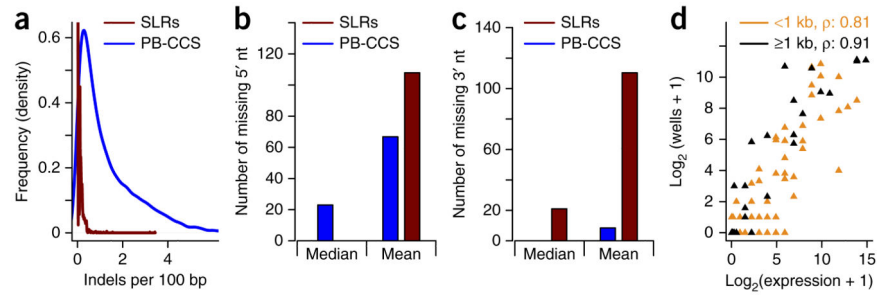 a
SLRs
PB-CCS
Frequency (density)
0.6
0.4
0.2
0
0
2
4
Indels per 100 bp
b
SLRs
PB-CCS
Number of missing 5′ nt
140
100
80
60
40
20
0
Median
Mean
c
SLRs
PB-CCS
Number of missing 3′ nt
140
100
80
60
40
20
0
Median
Mean
d
<1 kb, ρ: 0.81
≥1 kb, ρ: 0.91
Log2 (wells + 1)
10
8
6
4
2
0
0
5
10
15
Log2(expression + 1)